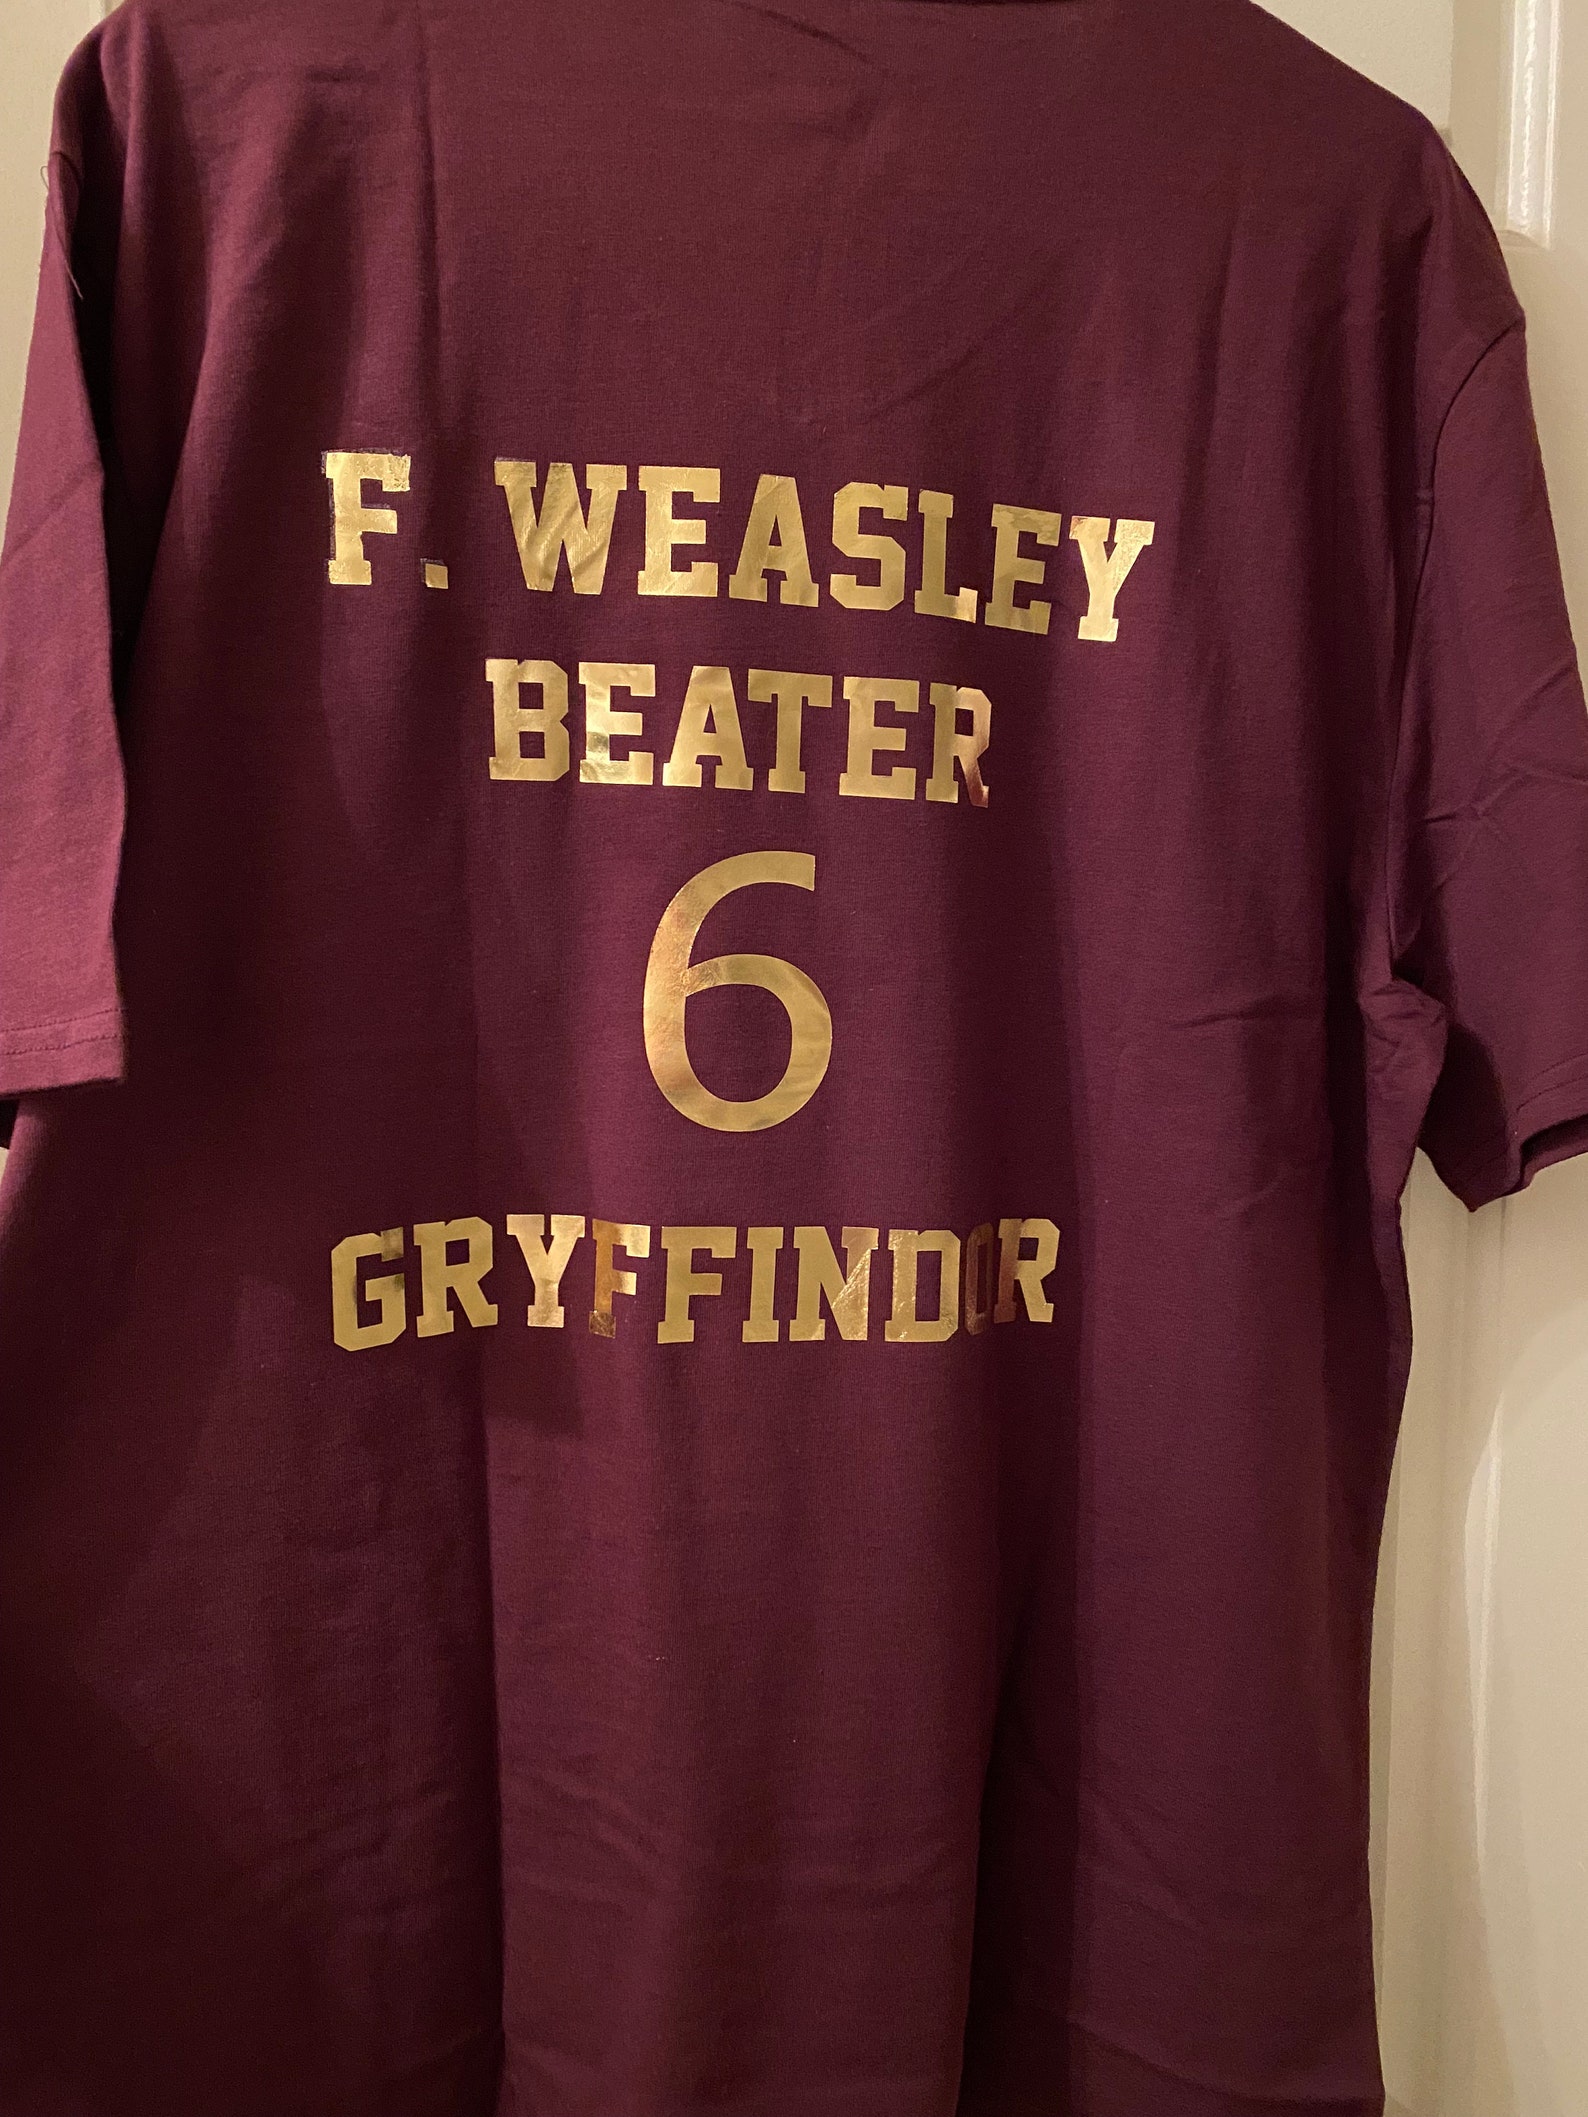 F. WEASLEY
BEATER
6
GRYFFINDOR